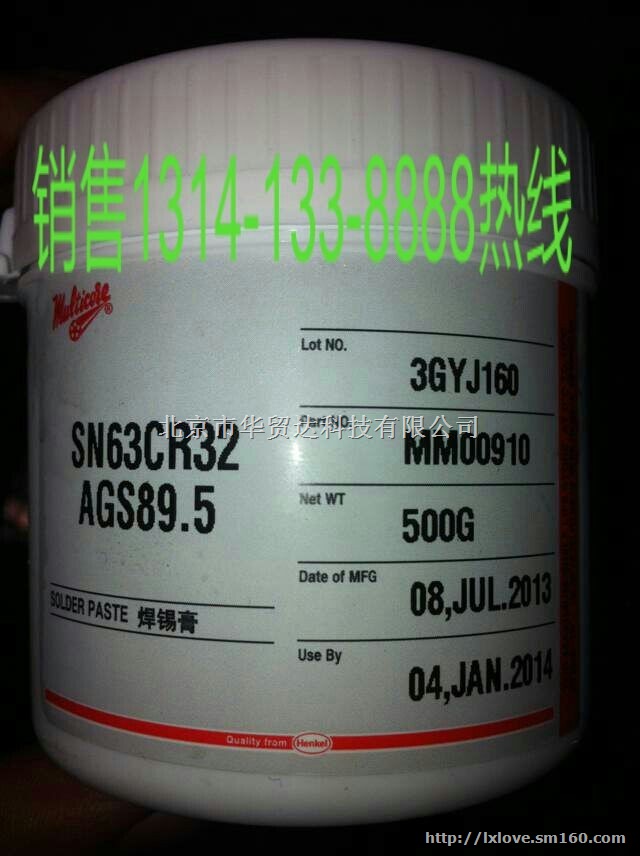 销售1314-133-8888热线
Multicore
Lot NO.
3GYJ160
北京市华贸达科技有限公司
Part NO.
MM00910
SN63CR32
AGS89.5
Net WT
500G
Date of MFG
08,JUL.2013
SOLDER PASTE 焊锡膏
Use By
04,JAN.2014
Quality from Henkel
http://lxlove.sm160.com